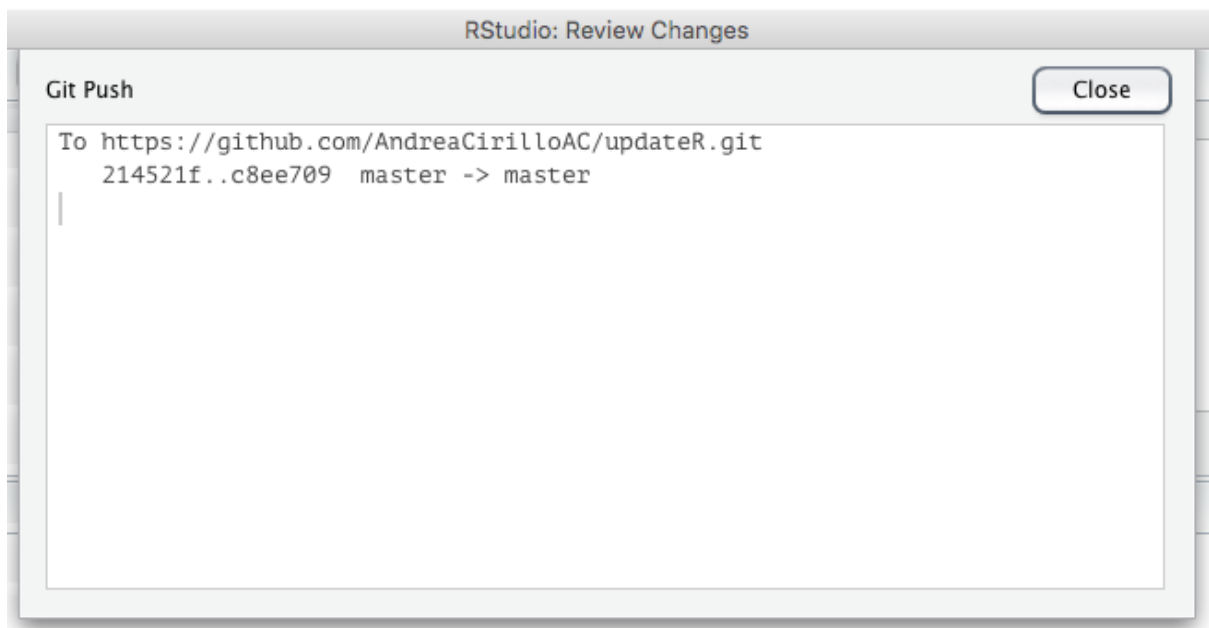 RStudio: Review Changes
Git Push
Close
To https://github.com/AndreaCirilloAC/updateR.git
214521f..c8ee709  master -> master